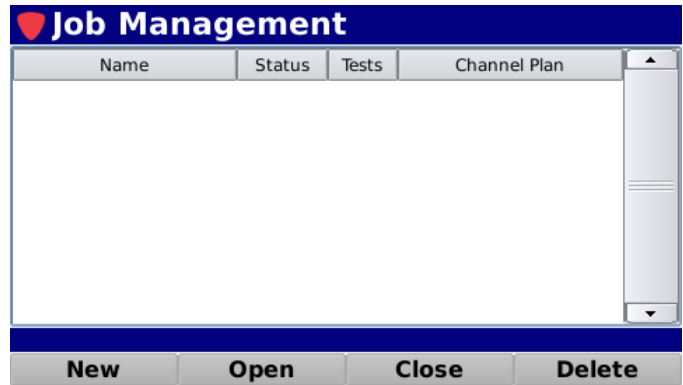 Job Management
Name Status Tests Channel Plan
New Open Close Delete